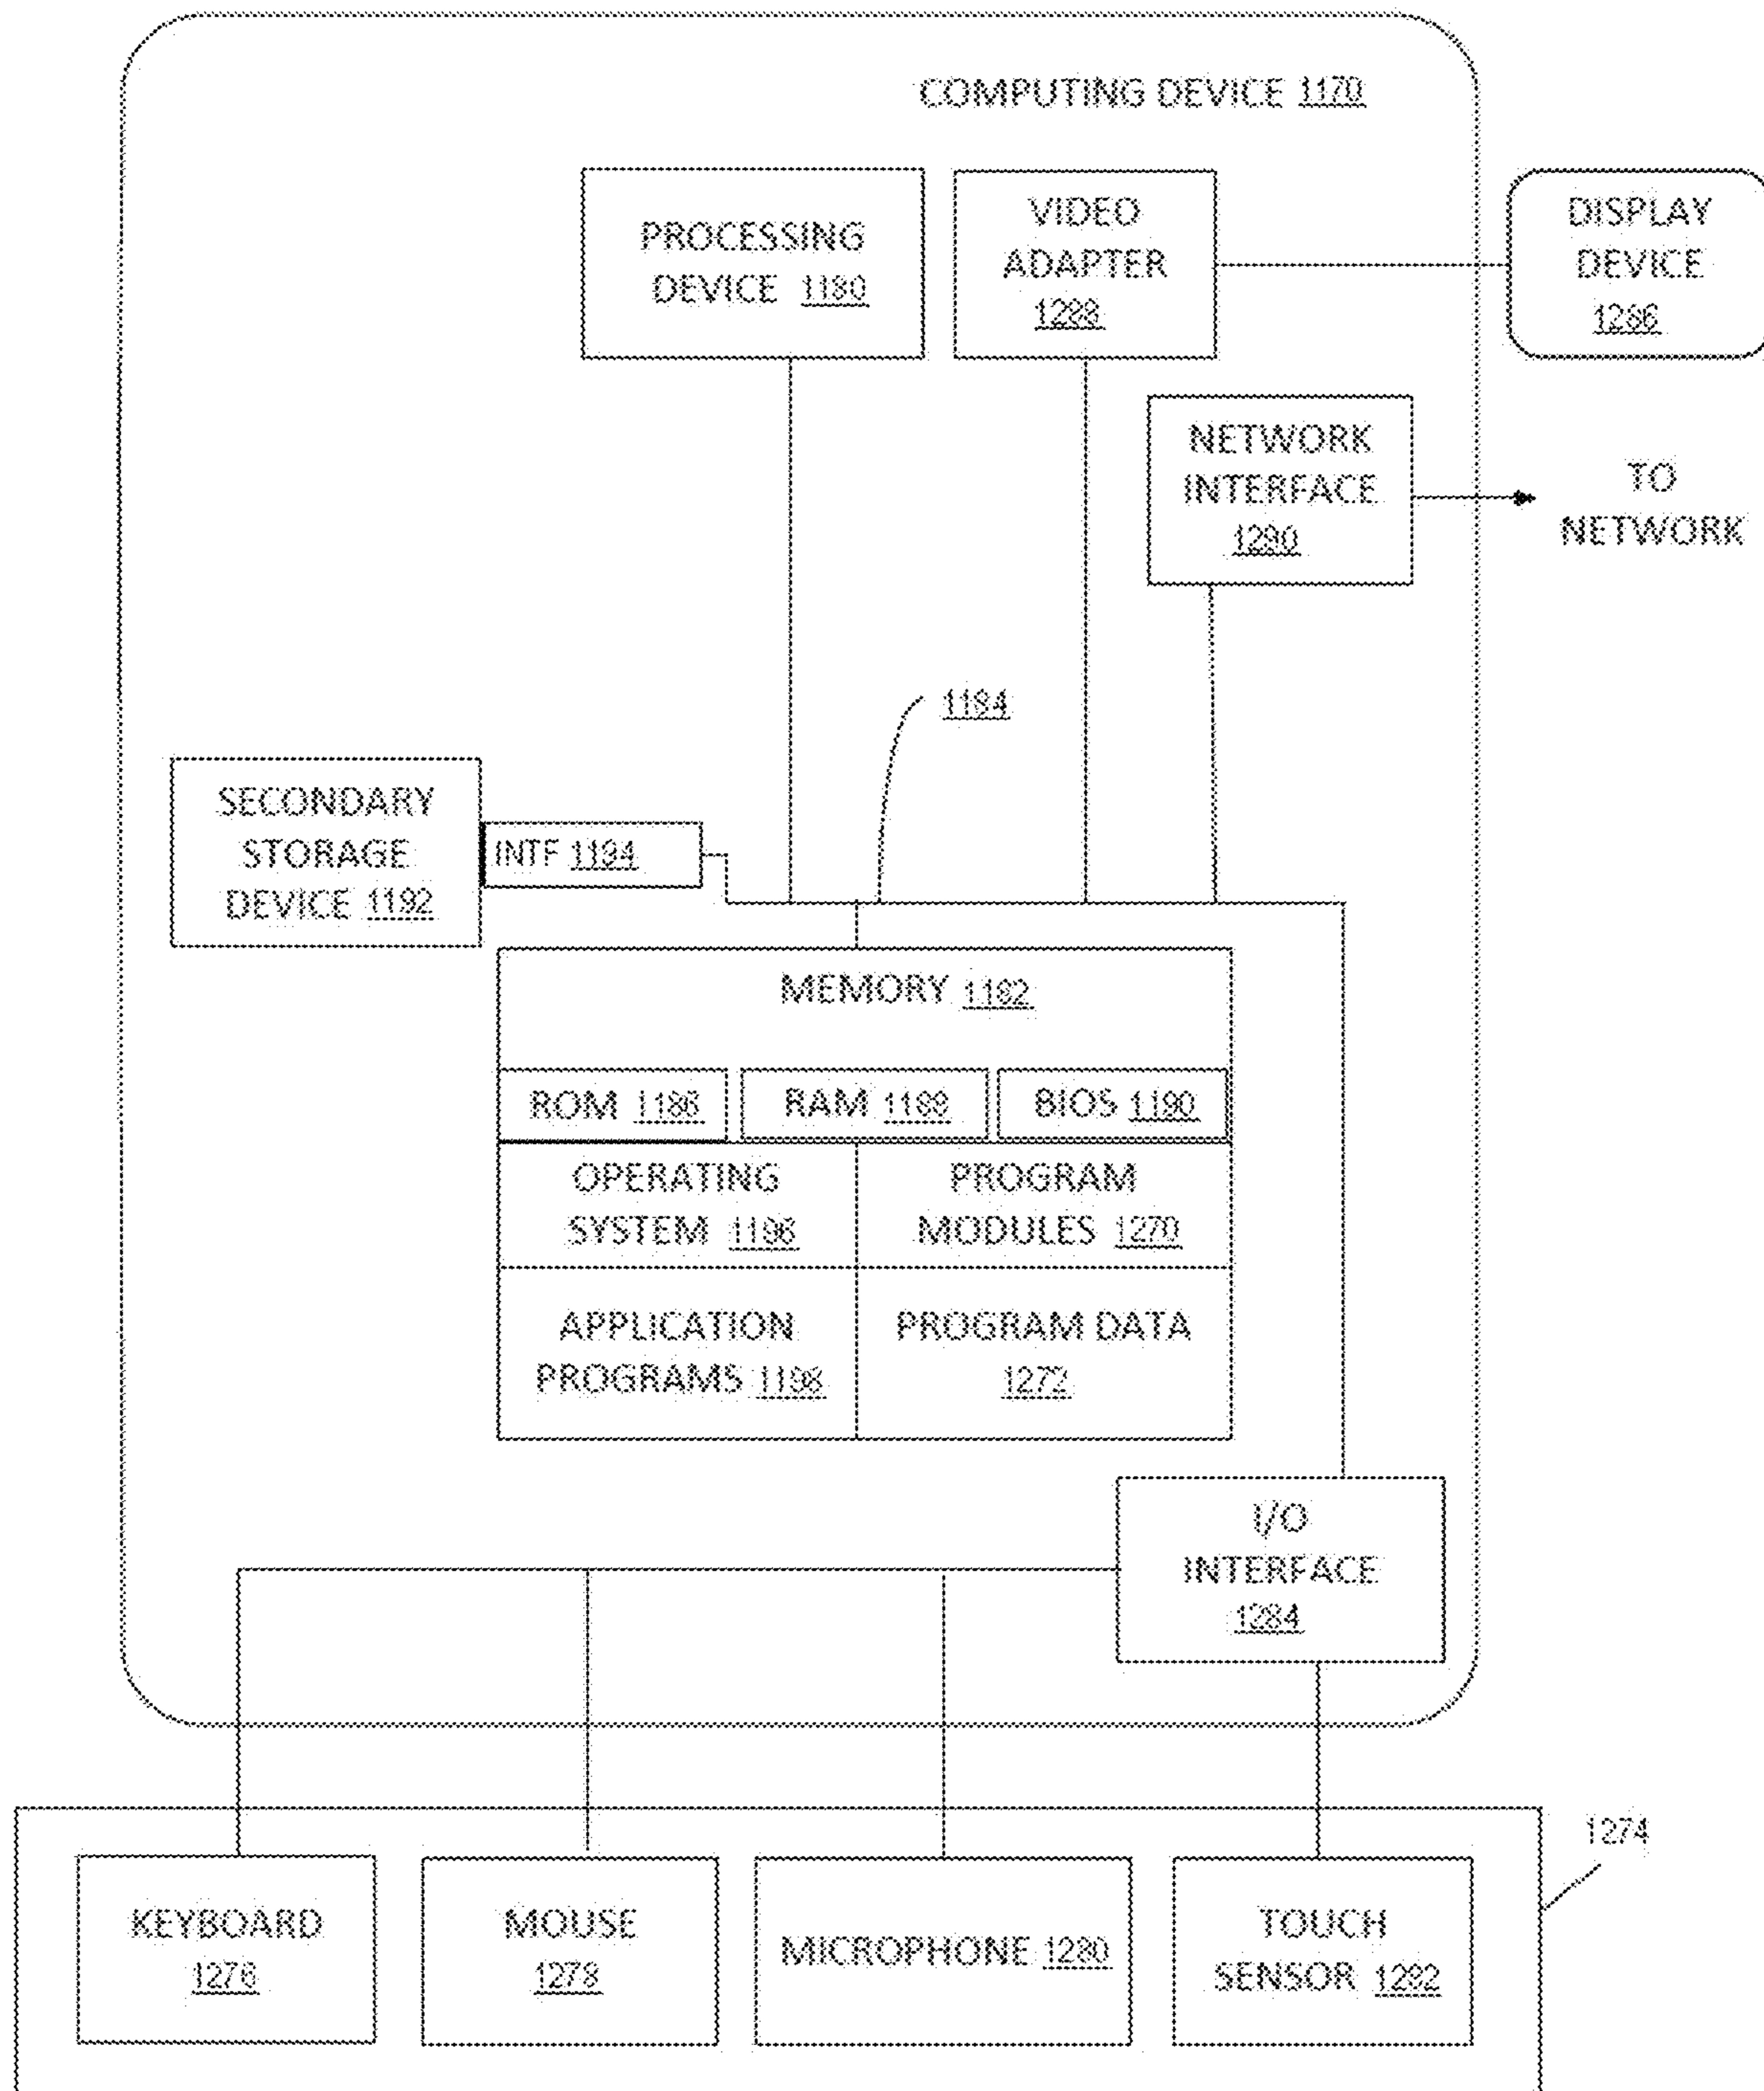 COMPUTING DEVICE 1170
PROCESSING
DEVICE 1180
VIDEO
ADAPTER
1288
DISPLAY
DEVICE
1286
NETWORK
INTERFACE
1290
TO
NETWORK
1184
SECONDARY
STORAGE
DEVICE 1192
INTF 1194
MEMORY 1182
ROM 1186
RAM 1188
BIOS 1190
OPERATING
SYSTEM 1196
PROGRAM
MODULES 1270
APPLICATION
PROGRAMS 1198
PROGRAM DATA
1272
I/O
INTERFACE
1284
1274
KEYBOARD
1276
MOUSE
1278
MICROPHONE 1280
TOUCH
SENSOR 1282